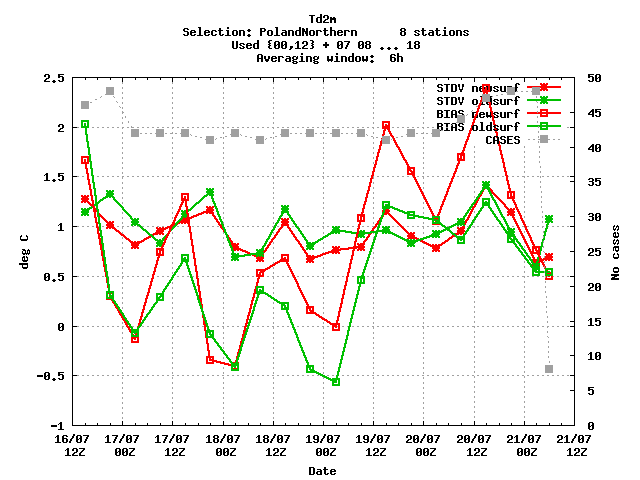 Td2m
Selection: PolandNorthern 8 stations
Used {00,12} + 07 08 ... 18
Averaging window: 6h
STDV newsurf
STDV oldsurf
BIAS newsurf
BIAS oldsurf
CASES
2.5
2
1.5
1
0.5
0
-0.5
-1
deg C
50
45
40
35
30
25
20
15
10
5
0
No cases
16/07 17/07 17/07 18/07 18/07 19/07 19/07 20/07 20/07 21/07 21/07
12Z 00Z 12Z 00Z 12Z 00Z 12Z 00Z 12Z 00Z 12Z
Date